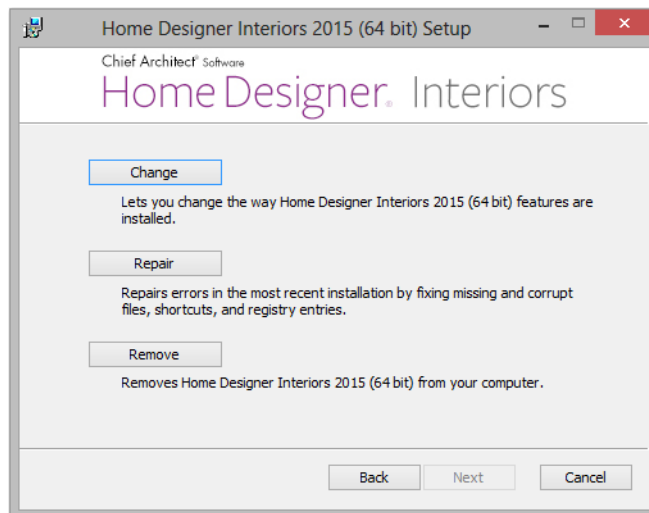 Home Designer Interiors 2015 (64 bit) Setup
Chief Architect® Software
Home Designer® Interiors
Change
Lets you change the way Home Designer Interiors 2015 (64 bit) features are
installed.
Repair
Repairs errors in the most recent installation by fixing missing and corrupt
files, shortcuts, and registry entries.
Remove
Removes Home Designer Interiors 2015 (64 bit) from your computer.
Back Next Cancel